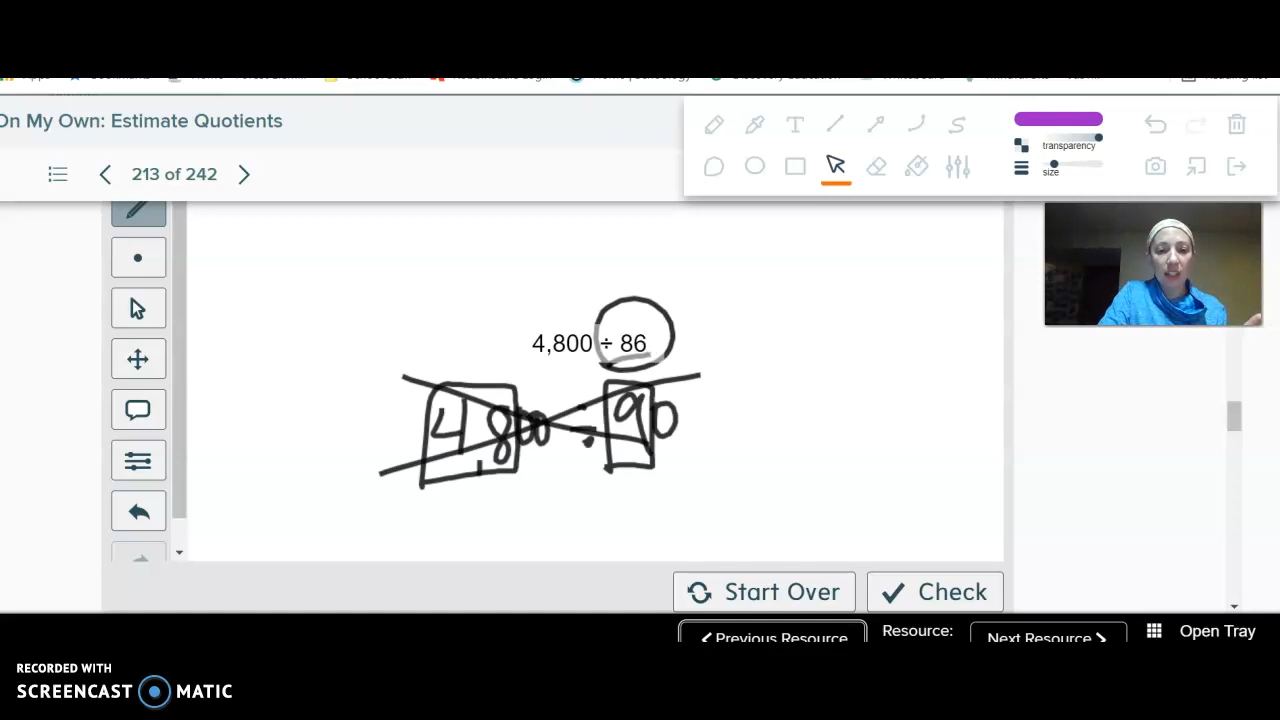 On My Own: Estimate Quotients
213 of 242
T
transparency
size
4,800 ÷ 86
4,800 ÷ 90
Start Over
Check
Previous Resource
Resource:
Next Resource
Open Tray
RECORDED WITH
SCREENCAST MATIC